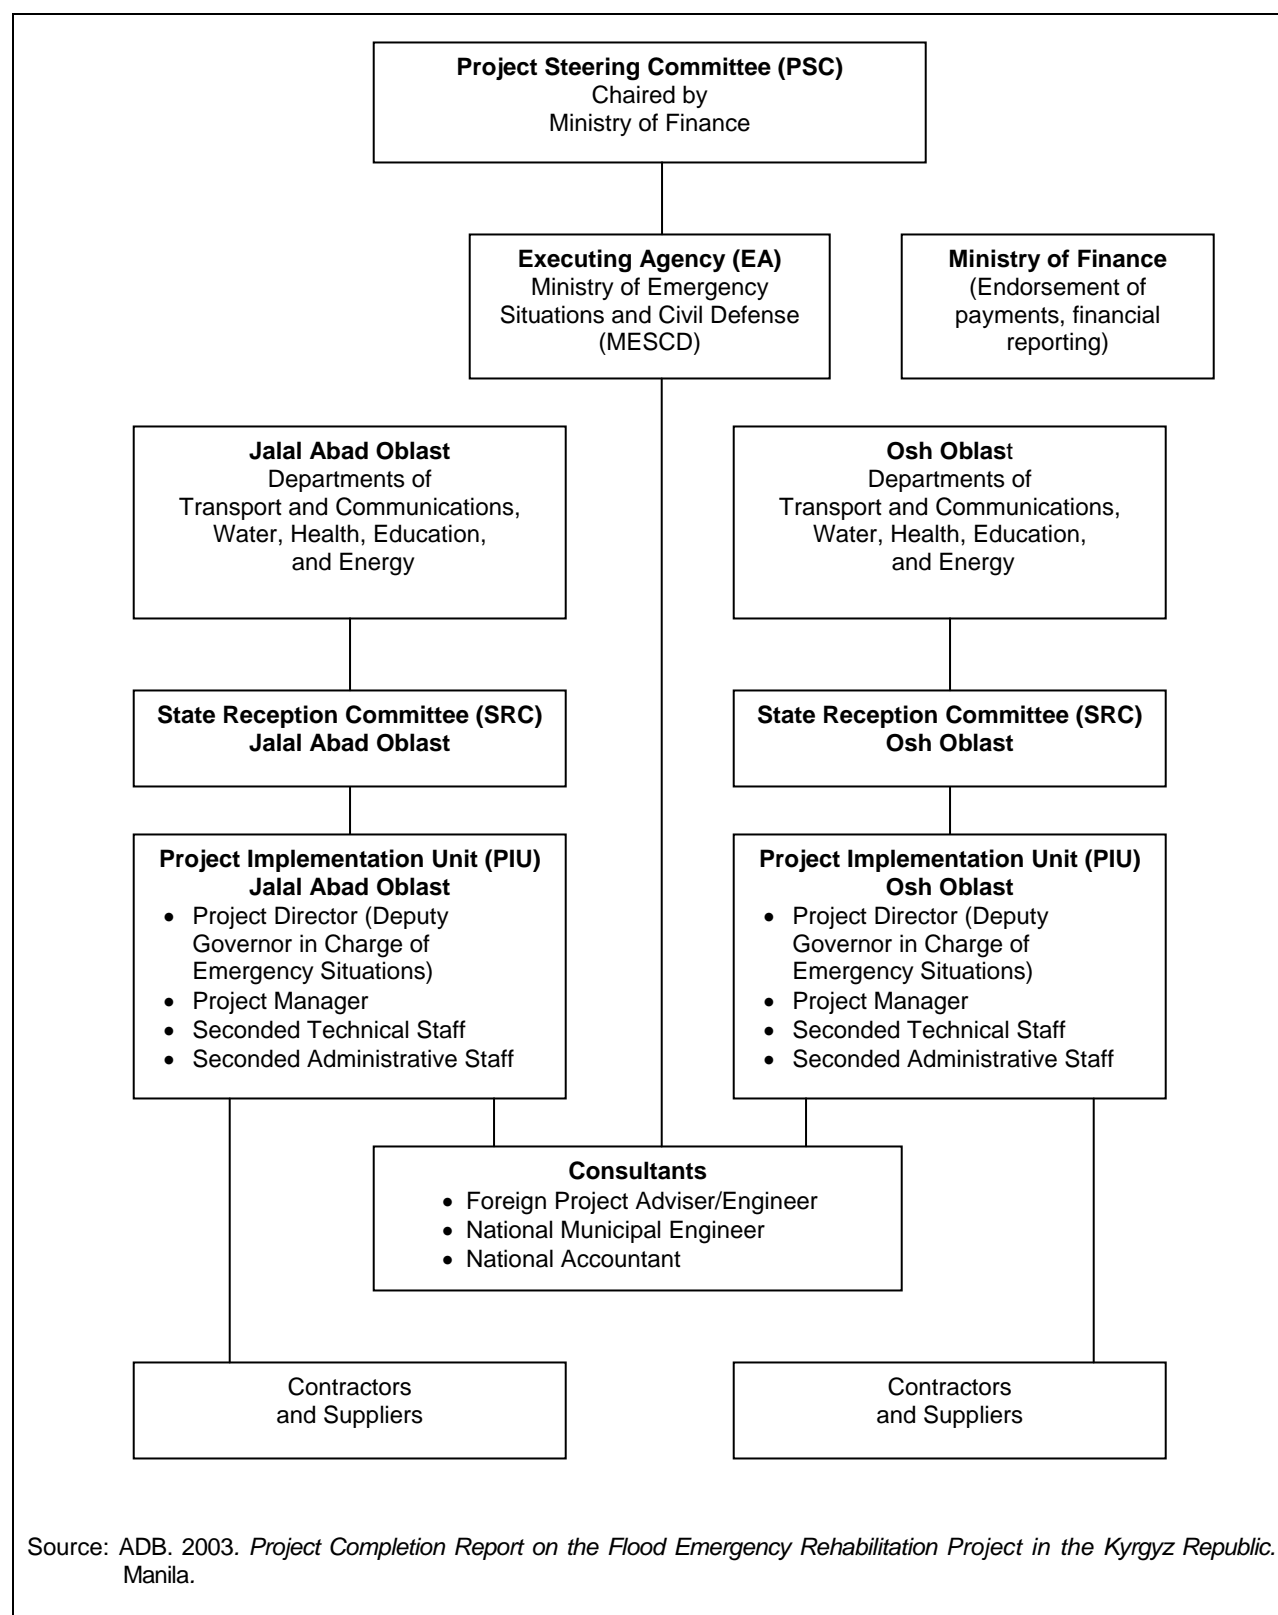 Project Steering Committee (PSC)
Chaired by
Ministry of Finance
Executing Agency (EA)
Ministry of Emergency
Situations and Civil Defense
(MESCD)
Ministry of Finance
(Endorsement of
payments, financial
reporting)
Jalal Abad Oblast
Departments of
Transport and Communications,
Water, Health, Education,
and Energy
Osh Oblast
Departments of
Transport and Communications,
Water, Health, Education,
and Energy
State Reception Committee (SRC)
Jalal Abad Oblast
State Reception Committee (SRC)
Osh Oblast
Project Implementation Unit (PIU)
Jalal Abad Oblast
• Project Director (Deputy
Governor in Charge of
Emergency Situations)
• Project Manager
• Seconded Technical Staff
• Seconded Administrative Staff
Project Implementation Unit (PIU)
Osh Oblast
• Project Director (Deputy
Governor in Charge of
Emergency Situations)
• Project Manager
• Seconded Technical Staff
• Seconded Administrative Staff
Consultants
• Foreign Project Adviser/Engineer
• National Municipal Engineer
• National Accountant
Contractors
and Suppliers
Contractors
and Suppliers
Source: ADB. 2003. Project Completion Report on the Flood Emergency Rehabilitation Project in the Kyrgyz Republic.
Manila.